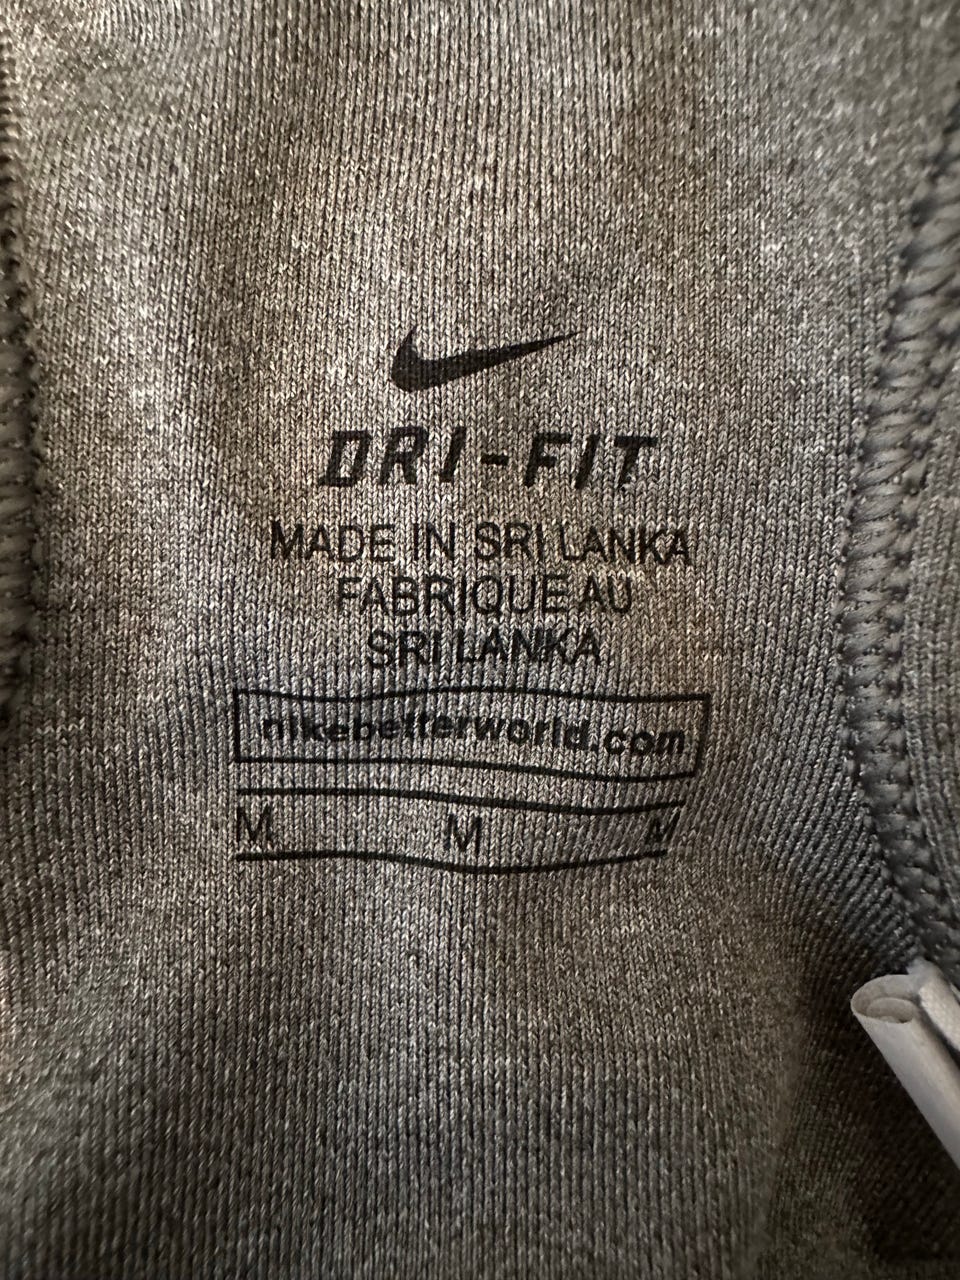 DRI-FIT
MADE IN SRI LANKA
FABRIQUE AU
SRI LANKA
nikebetterworld.com
M M M